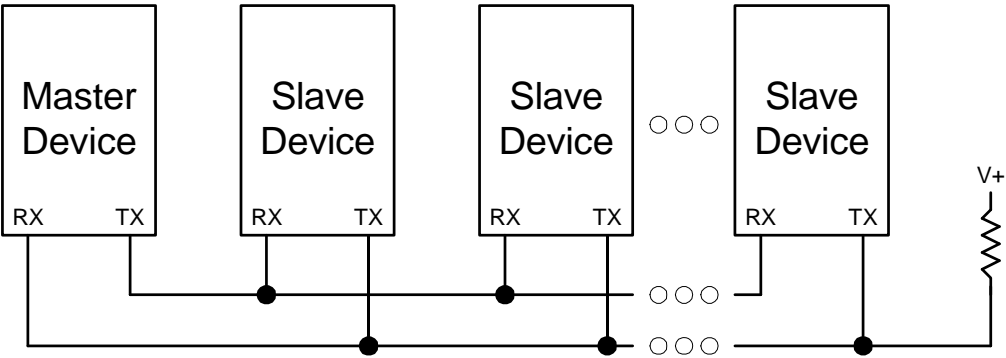 Master
Device
Slave
Device
Slave
Device
Slave
Device
V+
RX TX
RX TX
RX TX
RX TX